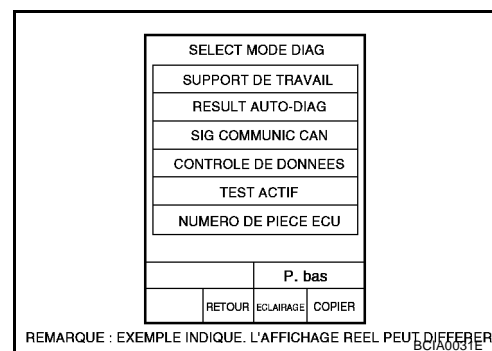 SELECT MODE DIAG
SUPPORT DE TRAVAIL
RESULT AUTO-DIAG
SIG COMMUNIC CAN
CONTROLE DE DONNEES
TEST ACTIF
NUMERO DE PIECE ECU
P. bas
RETOUR ECLAIRAGE COPIER
REMARQUE : EXEMPLE INDIQUE. L'AFFICHAGE REEL PEUT DIFFERER
BCIA0031E